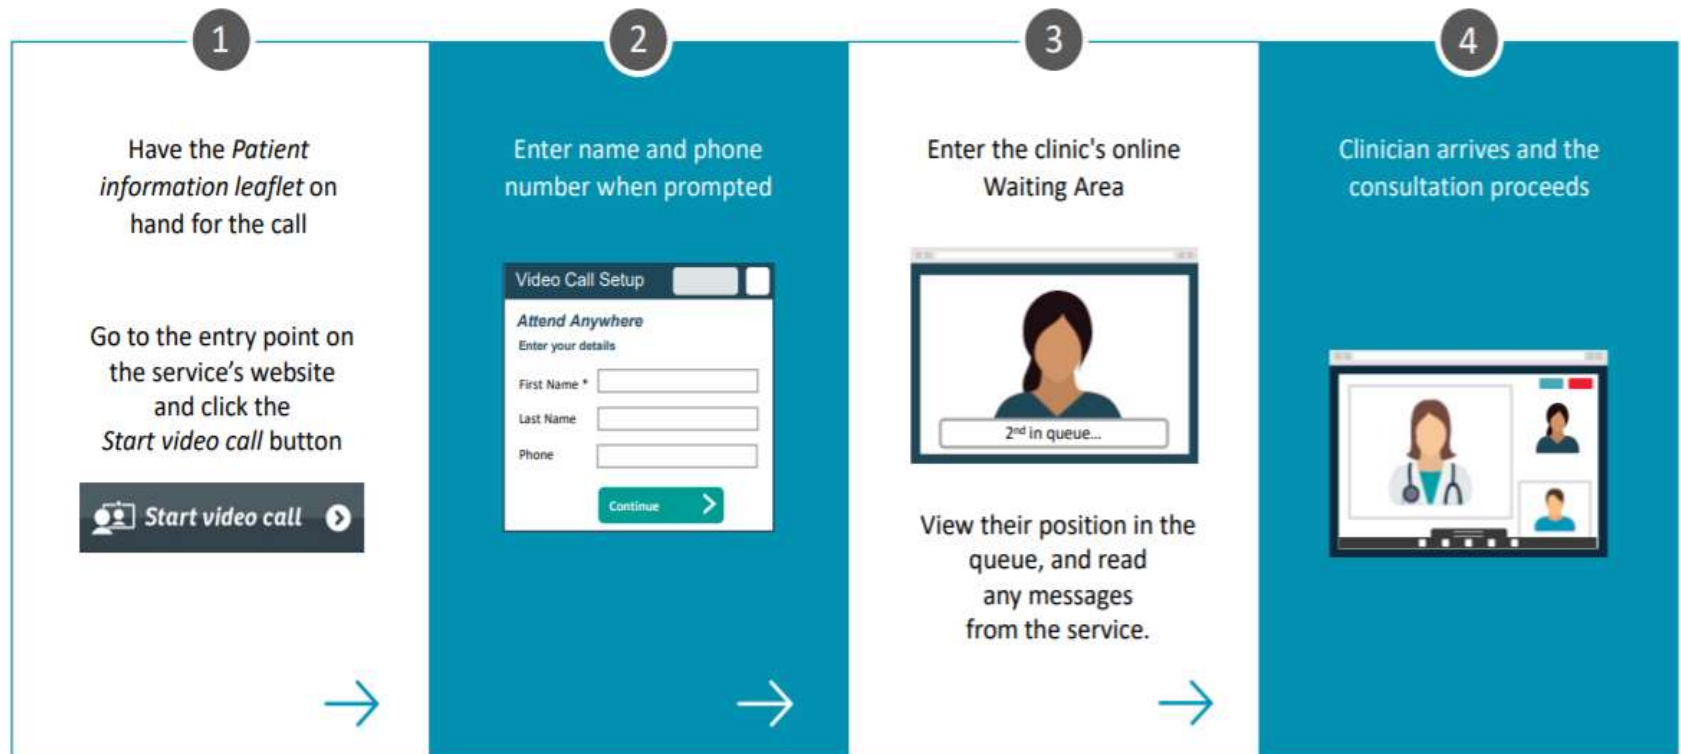 1
Have the Patient
information leaflet on
hand for the call
Go to the entry point on
the service’s website
and click the
Start video call button
Start video call
2
Enter name and phone
number when prompted
Video Call Setup
Attend Anywhere
Enter your details
First Name *
Last Name
Phone
Continue
3
Enter the clinic's online
Waiting Area
2nd in queue...
View their position in the
queue, and read
any messages
from the service.
4
Clinician arrives and the
consultation proceeds